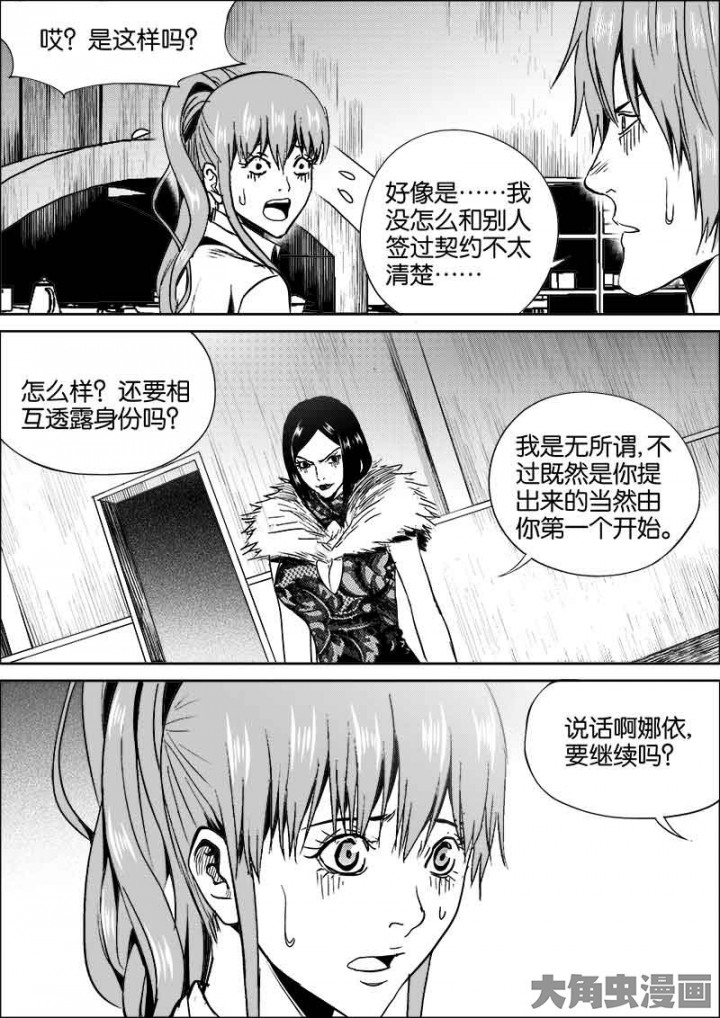 哎？是这样吗？
好像是……我
没怎么和别人
签过契约不太
清楚……
怎么样？还要相
互透露身份吗？
我是无所谓，不
过既然是你提
出来的当然由
你第一个开始。
说话啊娜依，
要继续吗？
大角虫漫画